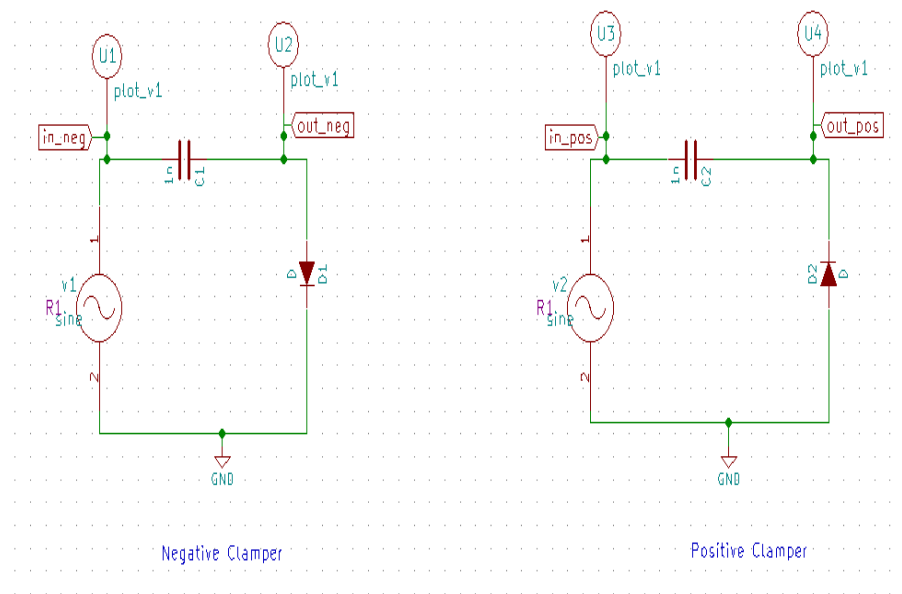 U1
U2
plot_v1
plot_v1
in_neg
out_neg
1n
C1
1
D
D1
v1
R1
sine
2
GND
Negative Clamper
U3
U4
plot_v1
plot_v1
in_pos
out_pos
1n
C2
1
D2
D
v2
R1
sine
2
GND
Positive Clamper